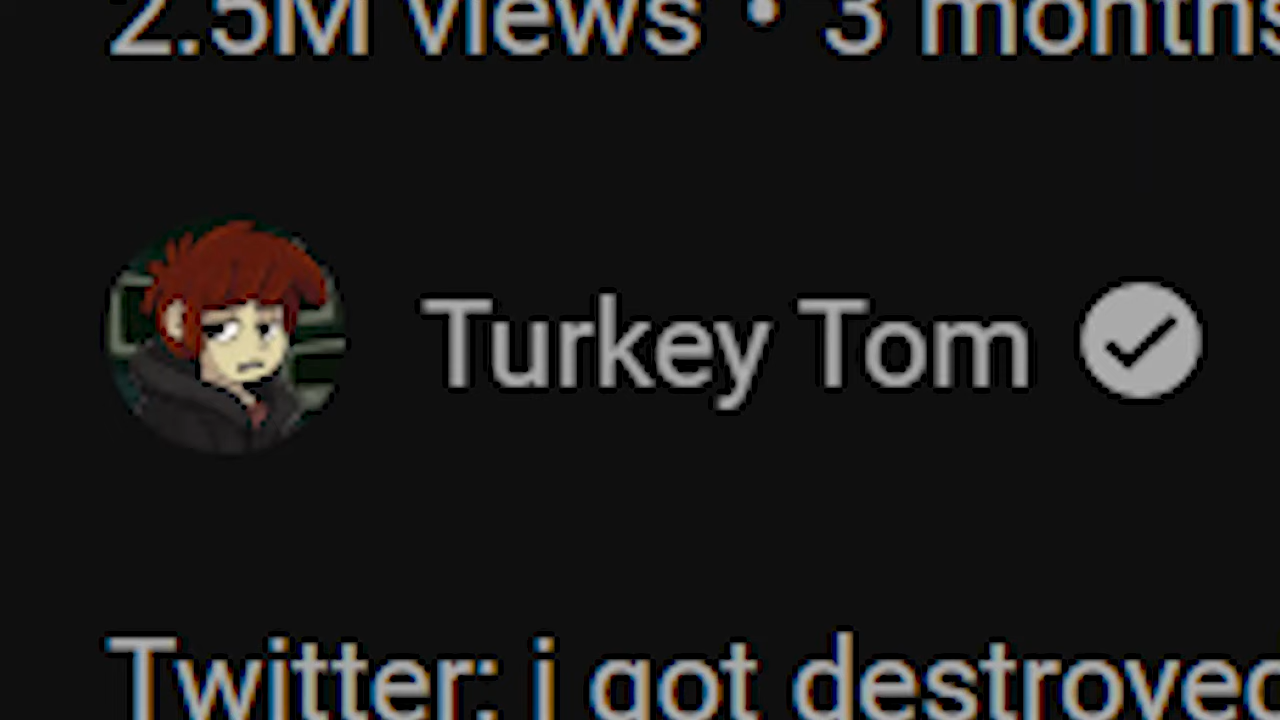 2.5M views • 3 months
Turkey Tom
Twitter: i got destroyed